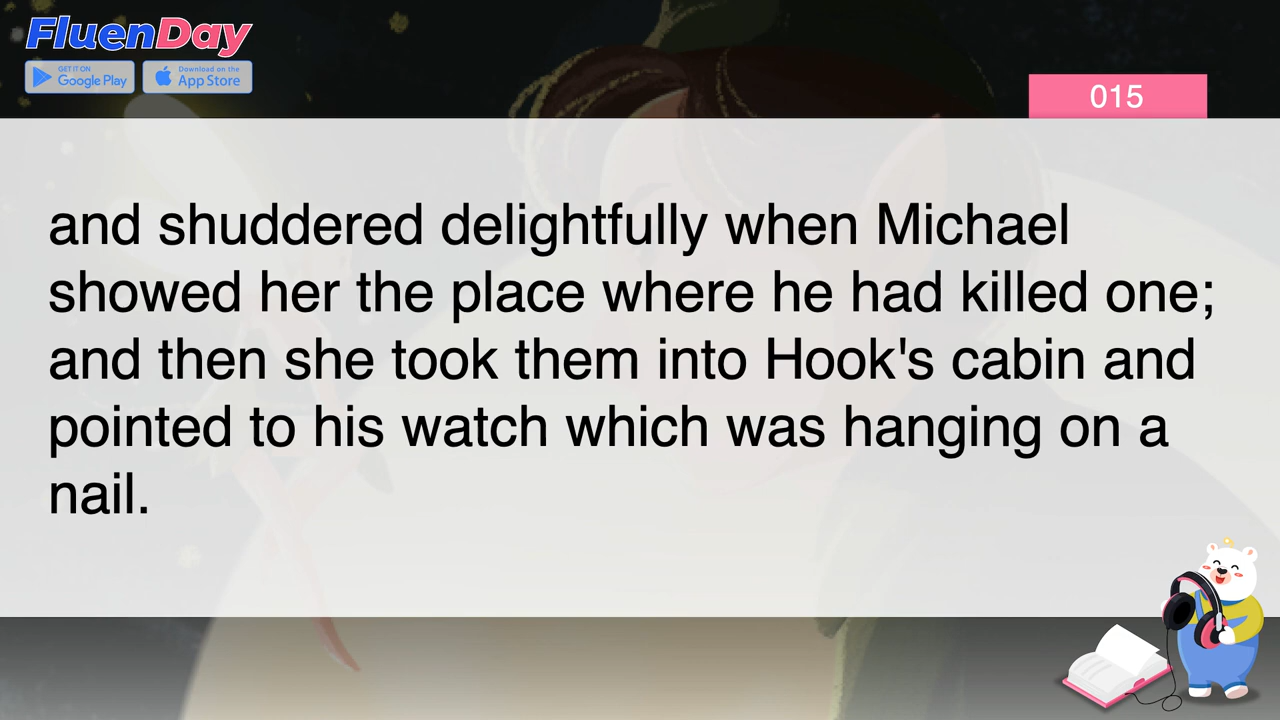 FluenDay
GET IT ON
Google Play
Download on the
App Store
015
and shuddered delightfully when Michael
showed her the place where he had killed one;
and then she took them into Hook's cabin and
pointed to his watch which was hanging on a
nail.